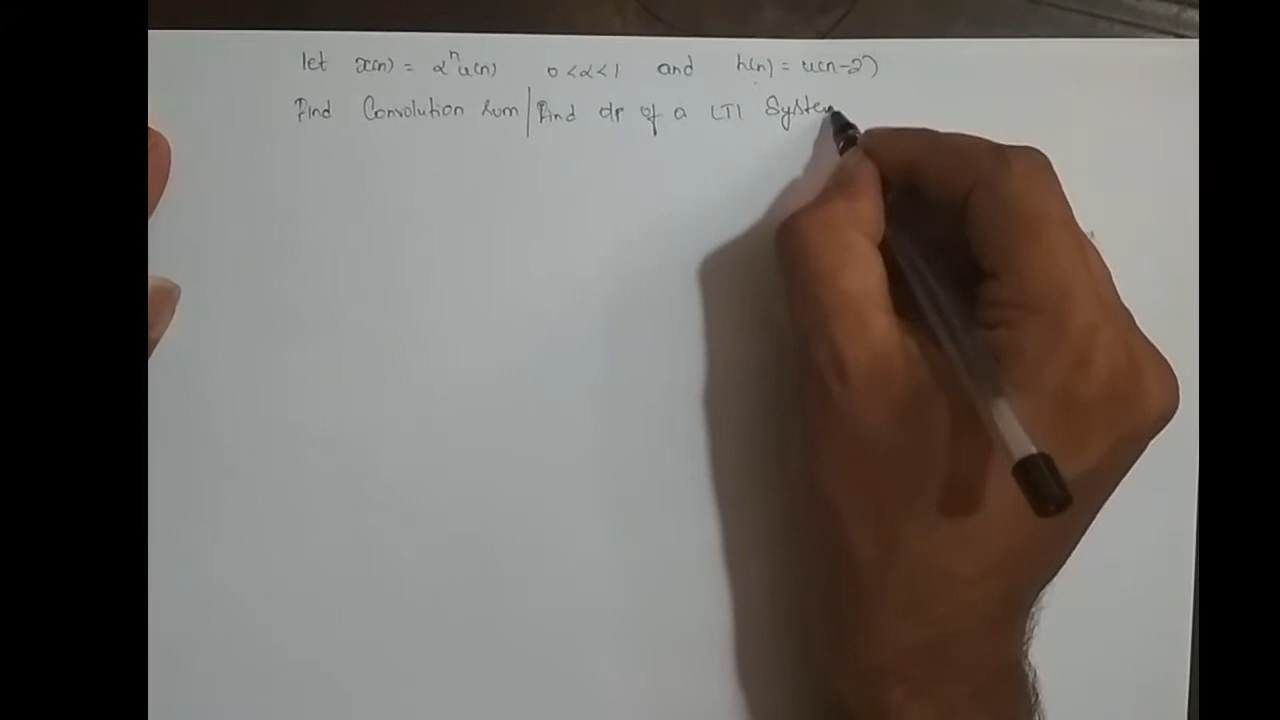 let x(n) = α^n u(n) 0<α<1 and h(n) = u(n-2)
Find Convolution Sum | Find o/p of a LTI System